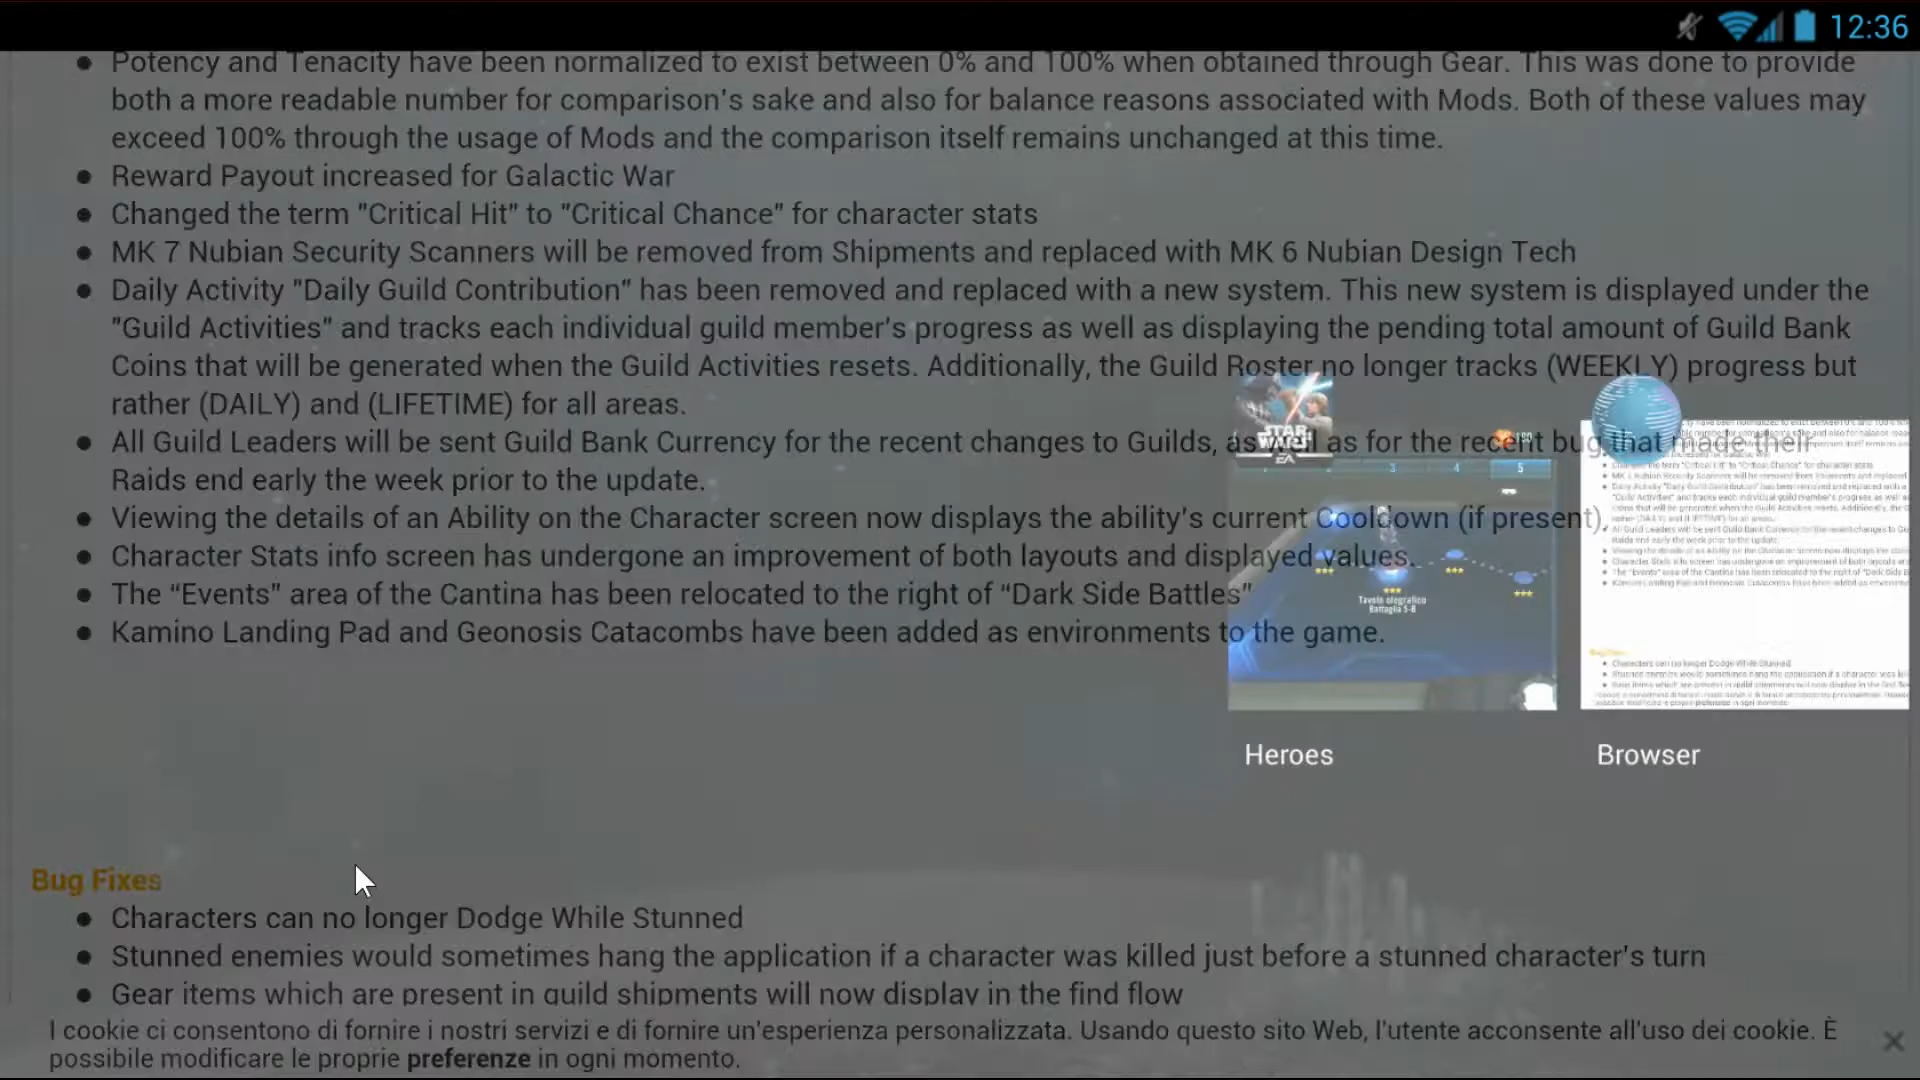 12:36
Potency and Tenacity have been normalized to exist between 0% and 100% when obtained through Gear. This was done to provide
both a more readable number for comparison's sake and also for balance reasons associated with Mods. Both of these values may
exceed 100% through the usage of Mods and the comparison itself remains unchanged at this time.
Reward Payout increased for Galactic War
Changed the term "Critical Hit" to "Critical Chance" for character stats
MK 7 Nubian Security Scanners will be removed from Shipments and replaced with MK 6 Nubian Design Tech
Daily Activity "Daily Guild Contribution" has been removed and replaced with a new system. This new system is displayed under the
"Guild Activities" and tracks each individual guild member's progress as well as displaying the pending total amount of Guild Bank
Coins that will be generated when the Guild Activities resets. Additionally, the Guild Roster no longer tracks (WEEKLY) progress but
rather (DAILY) and (LIFETIME) for all areas.
All Guild Leaders will be sent Guild Bank Currency for the recent changes to Guilds, as well as for the recent bug that made their
Raids end early the week prior to the update.
Viewing the details of an Ability on the Character screen now displays the ability's current Cooldown (if present).
Character Stats info screen has undergone an improvement of both layouts and displayed values.
The “Events” area of the Cantina has been relocated to the right of “Dark Side Battles”
Kamino Landing Pad and Geonosis Catacombs have been added as environments to the game.
STAR
WARS
EA
3 4 5
Tavolo olografico
Battaglia 5-B
Heroes
Browser
Bug Fixes
Characters can no longer Dodge While Stunned
Stunned enemies would sometimes hang the application if a character was killed just before a stunned character's turn
Gear items which are present in guild shipments will now display in the find flow
I cookie ci consentono di fornire i nostri servizi e di fornire un'esperienza personalizzata. Usando questo sito Web, l'utente acconsente all'uso dei cookie. È
possibile modificare le proprie preferenze in ogni momento.